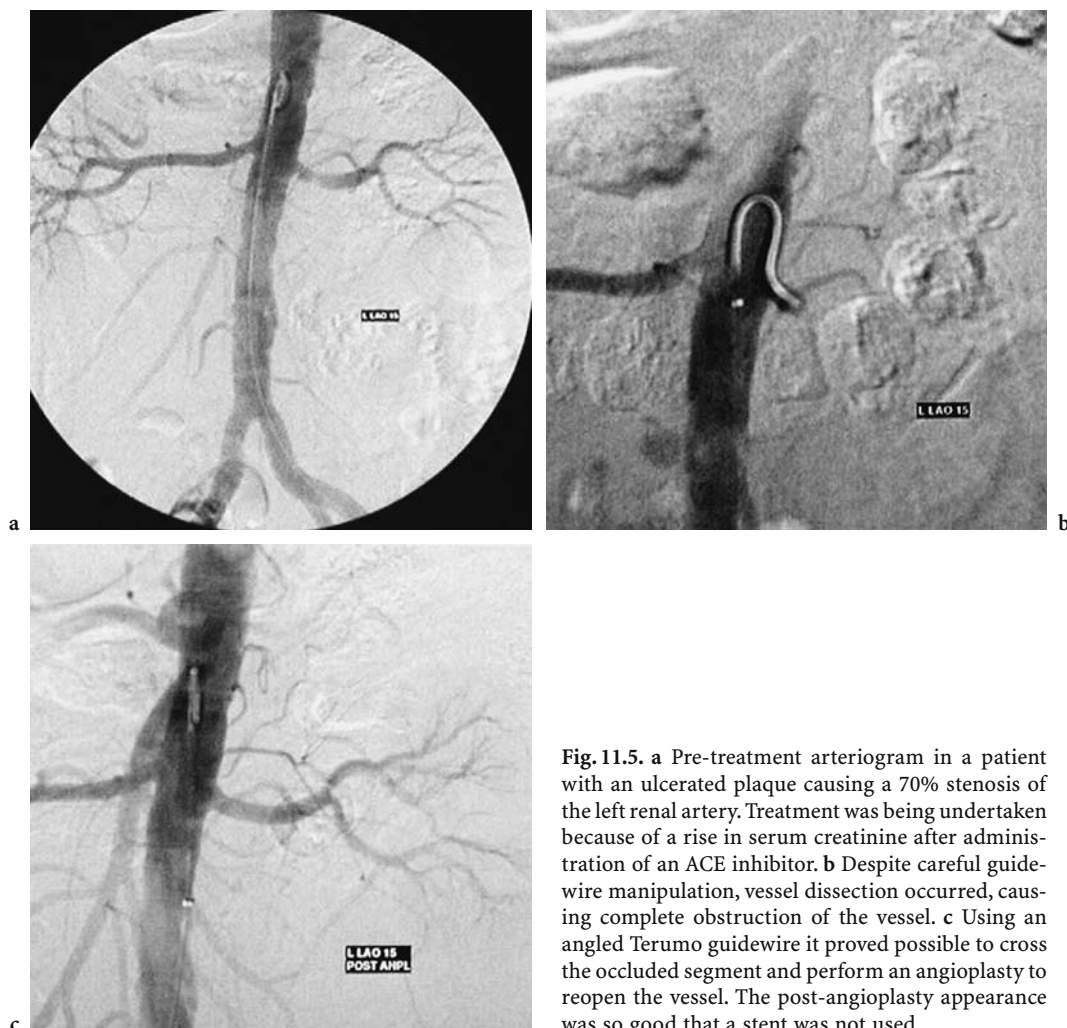 L LAO 15
a
L LAO 15
b
L LAO 15
POST AHPL
c
Fig. 11.5. a Pre-treatment arteriogram in a patient
with an ulcerated plaque causing a 70% stenosis of
the left renal artery. Treatment was being undertaken
because of a rise in serum creatinine after adminis-
tration of an ACE inhibitor. b Despite careful guide-
wire manipulation, vessel dissection occurred, caus-
ing complete obstruction of the vessel. c Using an
angled Terumo guidewire it proved possible to cross
the occluded segment and perform an angioplasty to
reopen the vessel. The post-angioplasty appearance
was so good that a stent was not used